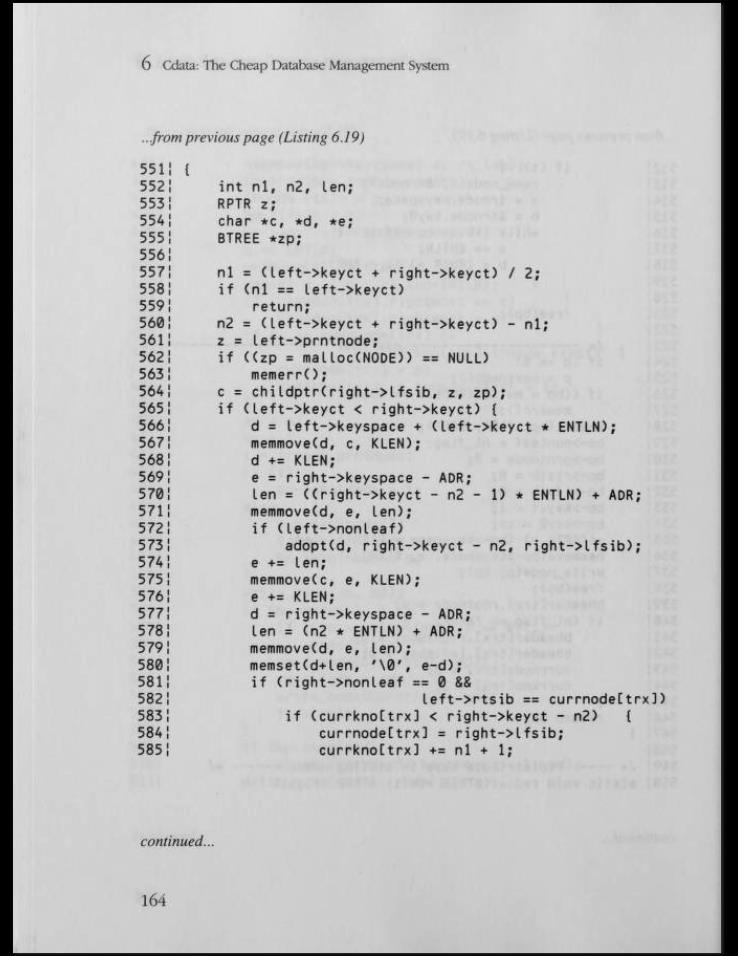 6 Cdata: The Cheap Database Management System
...from previous page (Listing 6.19)
551¦ {
552¦ int n1, n2, len;
553¦ RPTR z;
554¦ char *c, *d, *e;
555¦ BTREE *zp;
556¦
557¦ n1 = (left->keyct + right->keyct) / 2;
558¦ if (n1 == left->keyct)
559¦ return;
560¦ n2 = (left->keyct + right->keyct) - n1;
561¦ z = left->prntnode;
562¦ if ((zp = malloc(NODE)) == NULL)
563¦ memerr();
564¦ c = childptr(right->lfsib, z, zp);
565¦ if (left->keyct < right->keyct) {
566¦ d = left->keyspace + (left->keyct * ENTLN);
567¦ memmove(d, c, KLEN);
568¦ d += KLEN;
569¦ e = right->keyspace - ADR;
570¦ len = ((right->keyct - n2 - 1) * ENTLN) + ADR;
571¦ memmove(d, e, len);
572¦ if (left->nonleaf)
573¦ adopt(d, right->keyct - n2, right->lfsib);
574¦ e += len;
575¦ memmove(c, e, KLEN);
576¦ e += KLEN;
577¦ d = right->keyspace - ADR;
578¦ len = (n2 * ENTLN) + ADR;
579¦ memmove(d, e, len);
580¦ memset(d+len, '\0', e-d);
581¦ if (right->nonleaf == 0 &&
582¦ left->rtsib == currnode[trx])
583¦ if (currkno[trx] < right->keyct - n2) {
584¦ currnode[trx] = right->lfsib;
585¦ currkno[trx] += n1 + 1;
continued...
164